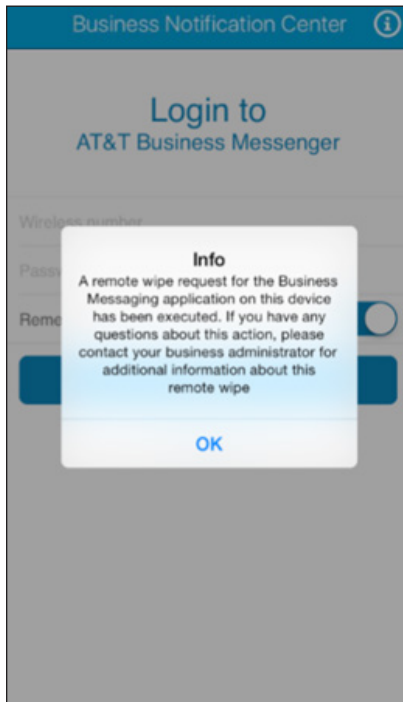 Business Notification Center
Login to
AT&T Business Messenger
Wireless number
Passw
Reme
Info
A remote wipe request for the Business
Messaging application on this device
has been executed. If you have any
questions about this action, please
contact your business administrator for
additional information about this
remote wipe
OK